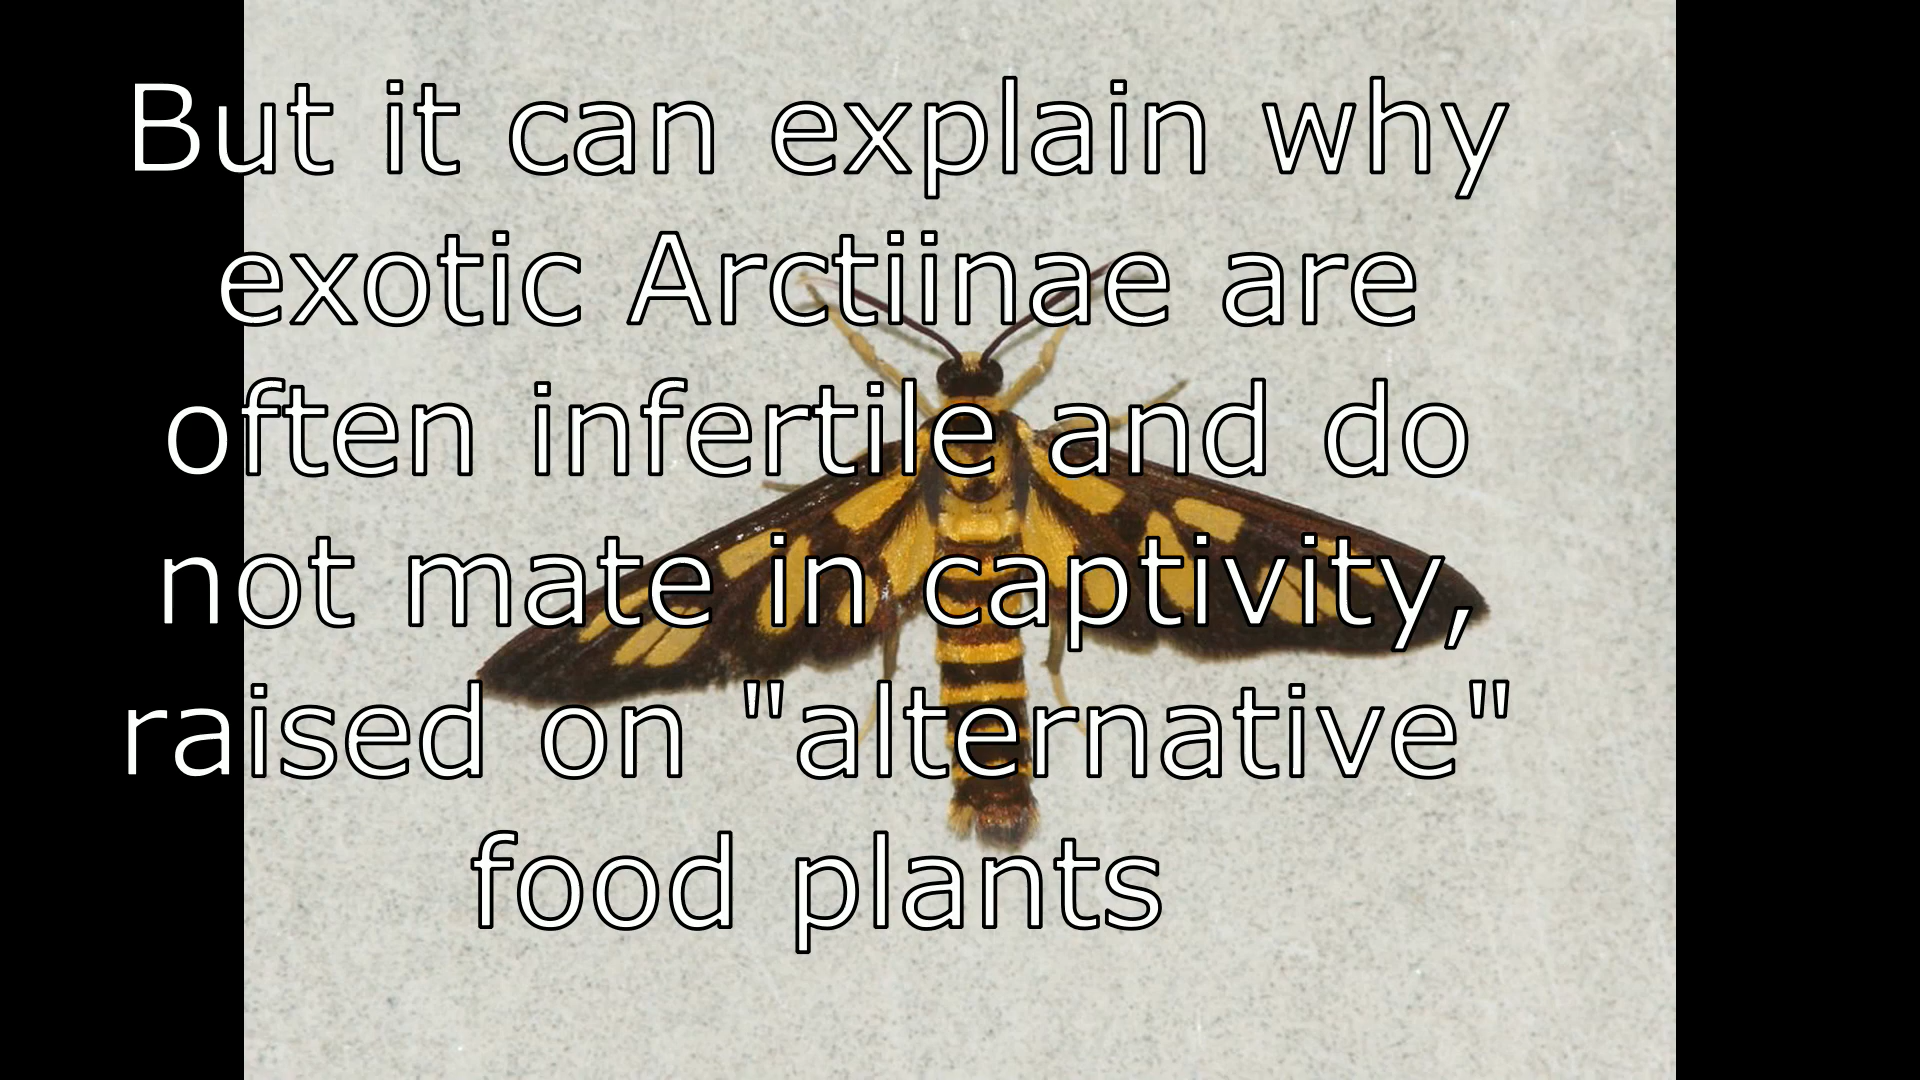 But it can explain why
exotic Arctiinae are
often infertile and do
not mate in captivity,
raised on "alternative"
food plants